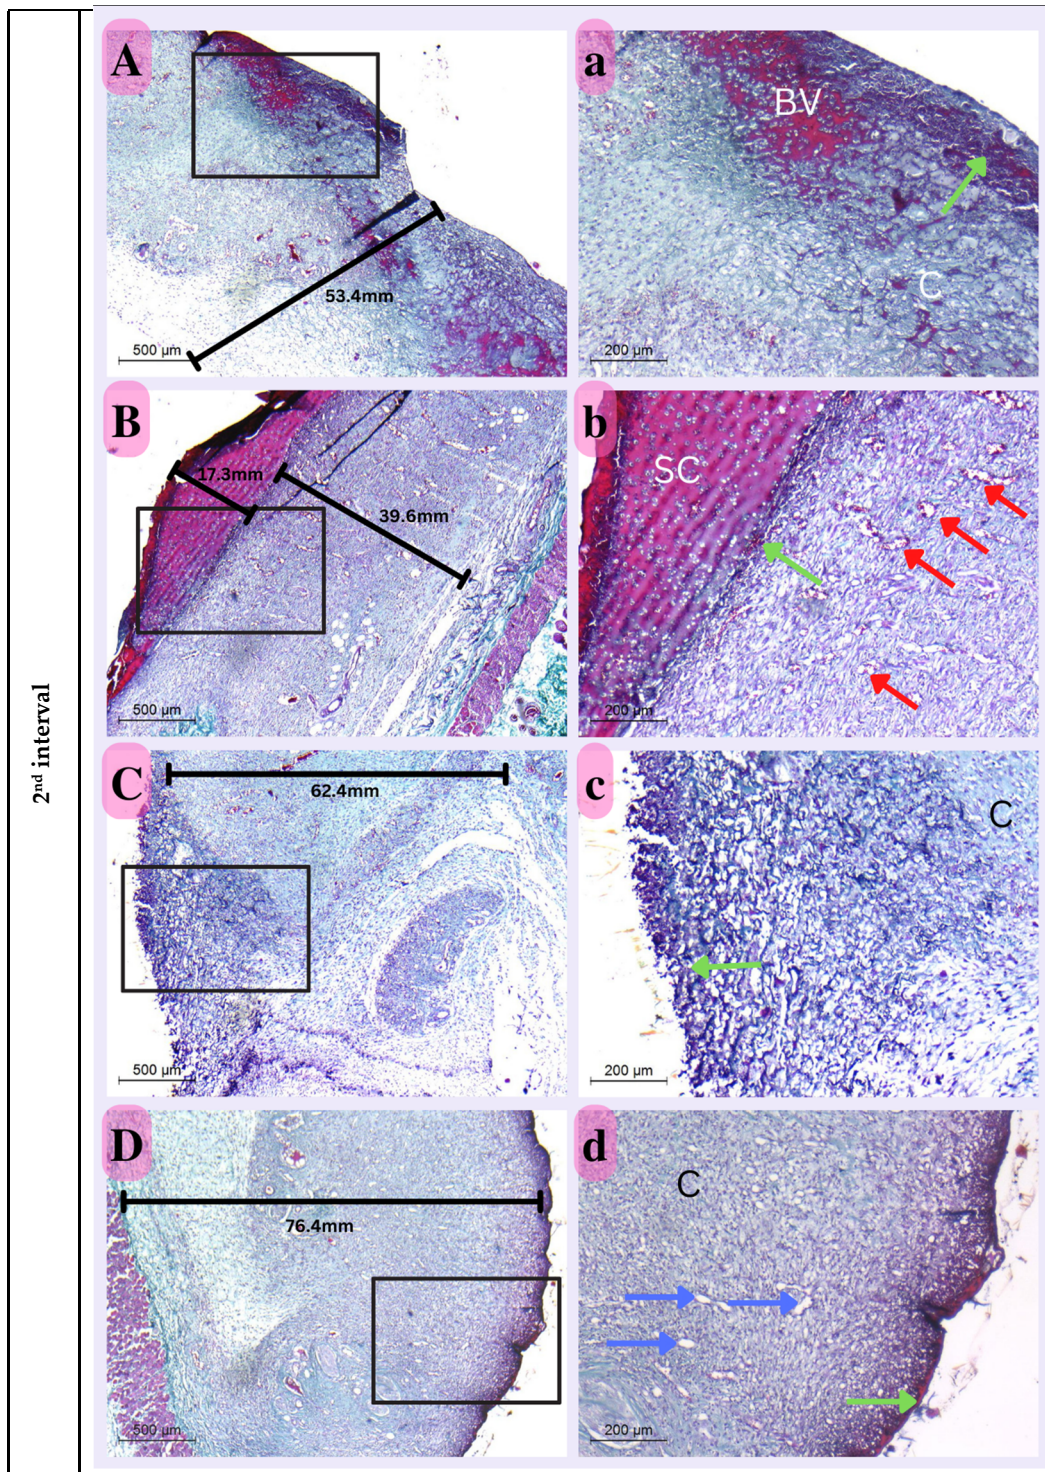 2nd interval
A
53.4mm
500 µm
a
BV
C
200 µm
B
17.3mm
39.6mm
500 µm
b
SC
200 µm
C
62.4mm
500 µm
c
C
200 µm
D
76.4mm
500 µm
d
C
200 µm